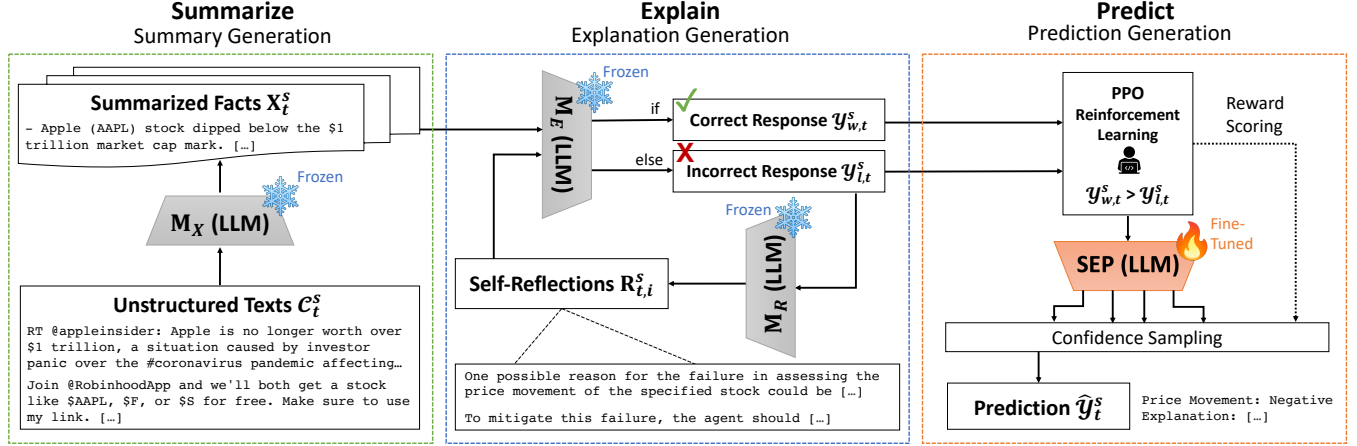 Summarize
Summary Generation
Summarized Facts X_t^s
- Apple (AAPL) stock dipped below the $1
trillion market cap mark. […]
Frozen
M_X (LLM)
Unstructured Texts C_t^s
RT @appleinsider: Apple is no longer worth over
$1 trillion, a situation caused by investor
panic over the #coronavirus pandemic affecting…
Join @RobinhoodApp and we'll both get a stock
like $AAPL, $F, or $S for free. Make sure to use
my link. […]
Explain
Explanation Generation
Frozen
M_E (LLM)
if
Correct Response y_{w,t}^s
else
Incorrect Response y_{l,t}^s
Frozen
M_R (LLM)
Self-Reflections R_{t,i}^s
One possible reason for the failure in assessing the
price movement of the specified stock could be […]
To mitigate this failure, the agent should […]
Predict
Prediction Generation
PPO
Reinforcement
Learning
y_{w,t}^s > y_{l,t}^s
Reward
Scoring
Fine-
Tuned
SEP (LLM)
Confidence Sampling
Prediction ŷ_t^s
Price Movement: Negative
Explanation: […]